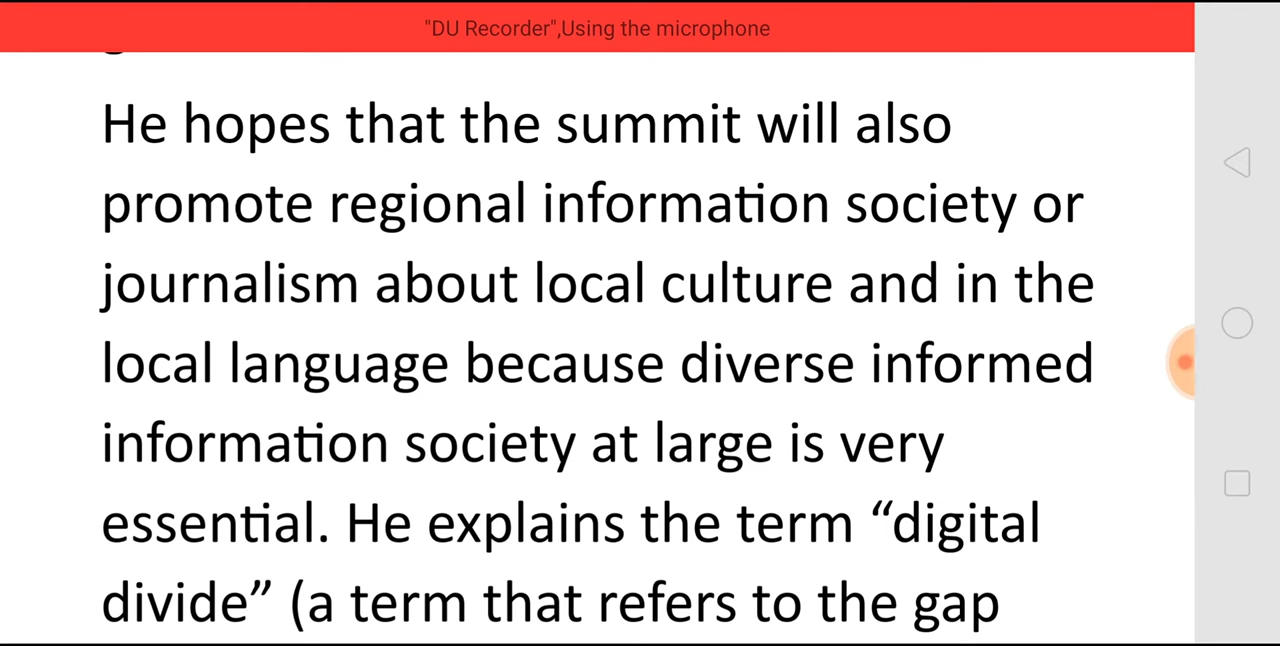 "DU Recorder",Using the microphone
He hopes that the summit will also
promote regional information society or
journalism about local culture and in the
local language because diverse informed
information society at large is very
essential. He explains the term “digital
divide” (a term that refers to the gap